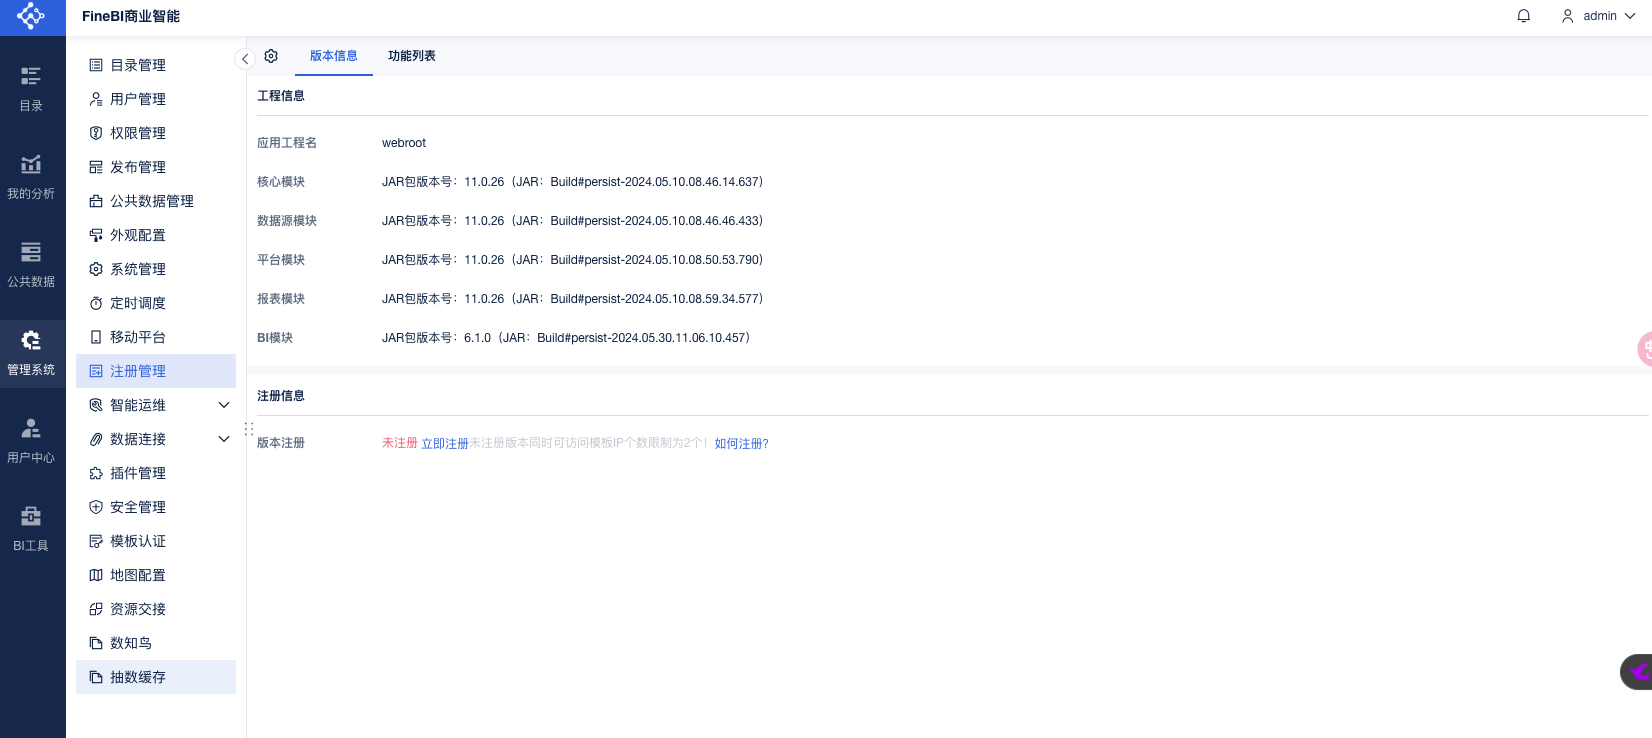 FineBI商业智能
admin
目录
我的分析
公共数据
管理系统
用户中心
BI工具
目录管理
用户管理
权限管理
发布管理
公共数据管理
外观配置
系统管理
定时调度
移动平台
注册管理
智能运维
数据连接
插件管理
安全管理
模板认证
地图配置
资源交接
数知鸟
抽数缓存
版本信息 功能列表
工程信息
应用工程名 webroot
核心模块 JAR包版本号：11.0.26（JAR：Build#persist-2024.05.10.08.46.14.637）
数据源模块 JAR包版本号：11.0.26（JAR：Build#persist-2024.05.10.08.46.46.433）
平台模块 JAR包版本号：11.0.26（JAR：Build#persist-2024.05.10.08.50.53.790）
报表模块 JAR包版本号：11.0.26（JAR：Build#persist-2024.05.10.08.59.34.577）
BI模块 JAR包版本号：6.1.0（JAR：Build#persist-2024.05.30.11.06.10.457）
注册信息
版本注册 未注册 立即注册未注册版本同时可访问模板IP个数限制为2个！如何注册?